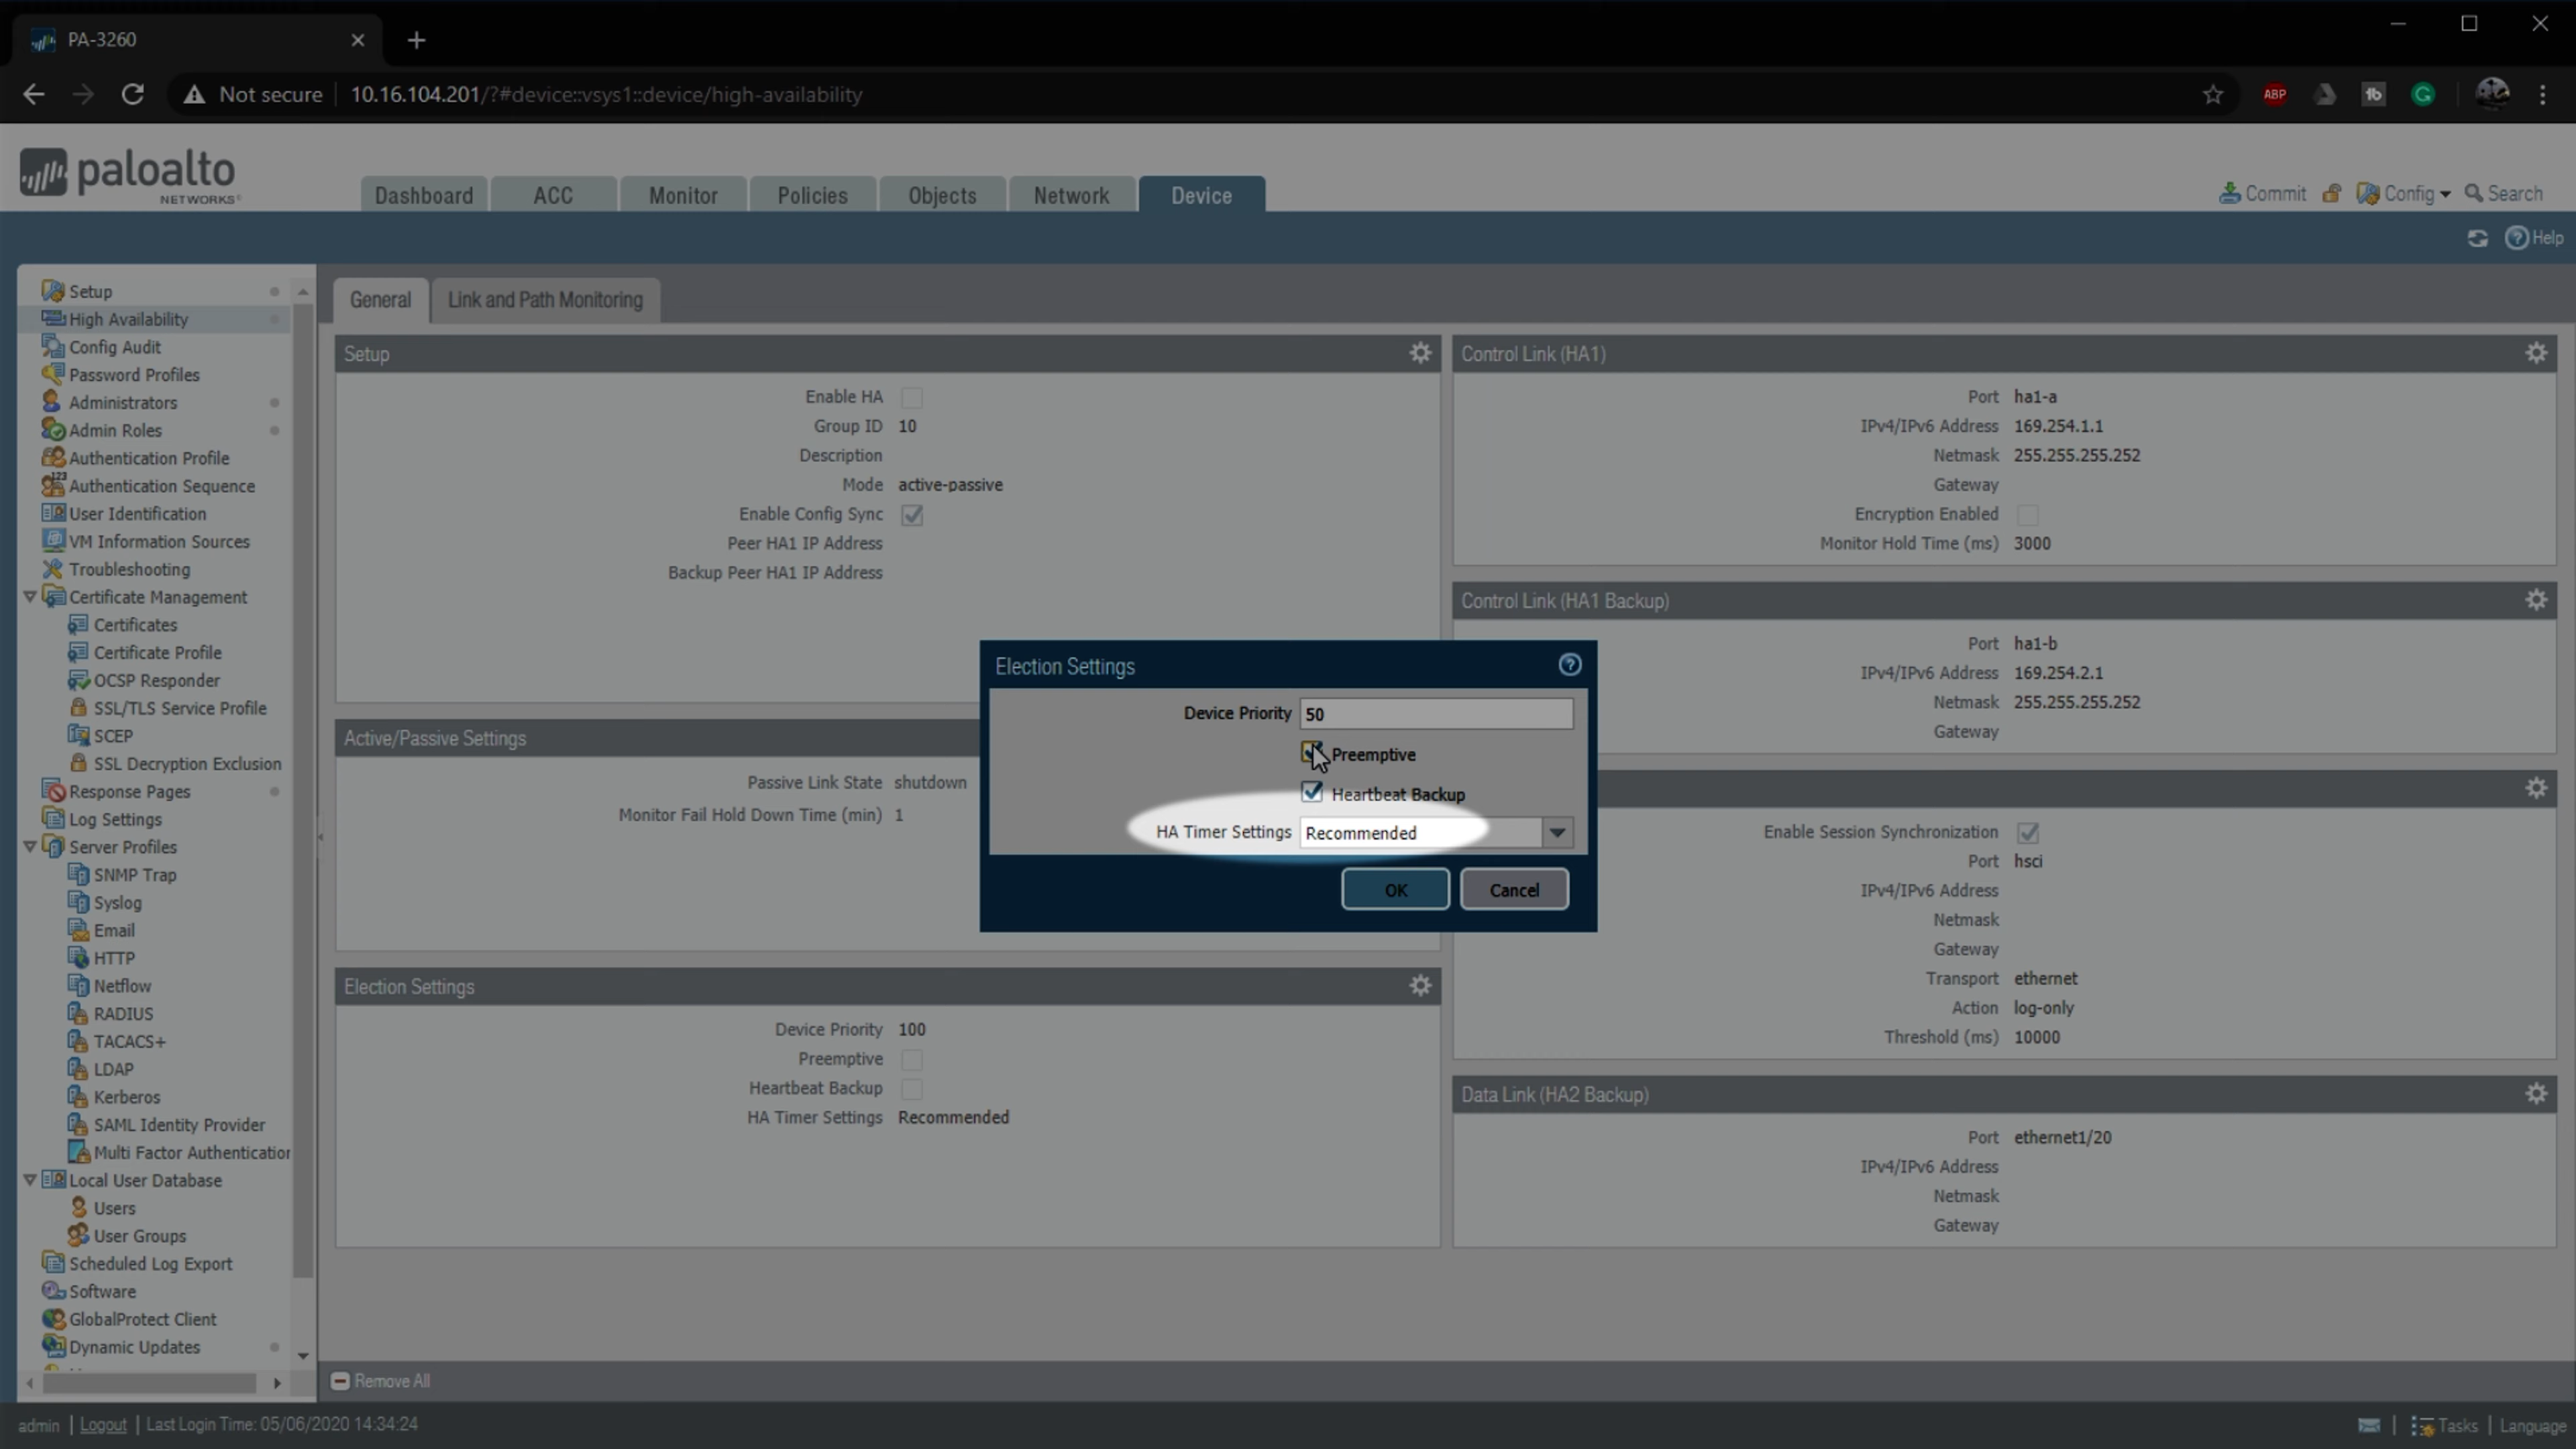 PA-3260
Not secure
10.16.104.201/?#device::vsys1::device/high-availability
ABP
paloalto
NETWORKS®
Dashboard
ACC
Monitor
Policies
Objects
Network
Device
Commit
Config
Search
Help
Setup
High Availability
Config Audit
Password Profiles
Administrators
Admin Roles
Authentication Profile
Authentication Sequence
User Identification
VM Information Sources
Troubleshooting
Certificate Management
Certificates
Certificate Profile
OCSP Responder
SSL/TLS Service Profile
SCEP
SSL Decryption Exclusion
Response Pages
Log Settings
Server Profiles
SNMP Trap
Syslog
Email
HTTP
Netflow
RADIUS
TACACS+
LDAP
Kerberos
SAML Identity Provider
Multi Factor Authentication
Local User Database
Users
User Groups
Scheduled Log Export
Software
GlobalProtect Client
Dynamic Updates
General
Link and Path Monitoring
Setup
Enable HA
Group ID 10
Description
Mode active-passive
Enable Config Sync
Peer HA1 IP Address
Backup Peer HA1 IP Address
Active/Passive Settings
Passive Link State shutdown
Monitor Fail Hold Down Time (min) 1
Election Settings
Device Priority 100
Preemptive
Heartbeat Backup
HA Timer Settings Recommended
Election Settings
Device Priority 50
Preemptive
Heartbeat Backup
HA Timer Settings Recommended
OK
Cancel
Control Link (HA1)
Port ha1-a
IPv4/IPv6 Address 169.254.1.1
Netmask 255.255.255.252
Gateway
Encryption Enabled
Monitor Hold Time (ms) 3000
Control Link (HA1 Backup)
Port ha1-b
IPv4/IPv6 Address 169.254.2.1
Netmask 255.255.255.252
Gateway
Enable Session Synchronization
Port hsci
IPv4/IPv6 Address
Netmask
Gateway
Transport ethernet
Action log-only
Threshold (ms) 10000
Data Link (HA2 Backup)
Port ethernet1/20
IPv4/IPv6 Address
Netmask
Gateway
Remove All
admin | Logout | Last Login Time: 05/06/2020 14:34:24
Tasks | Language